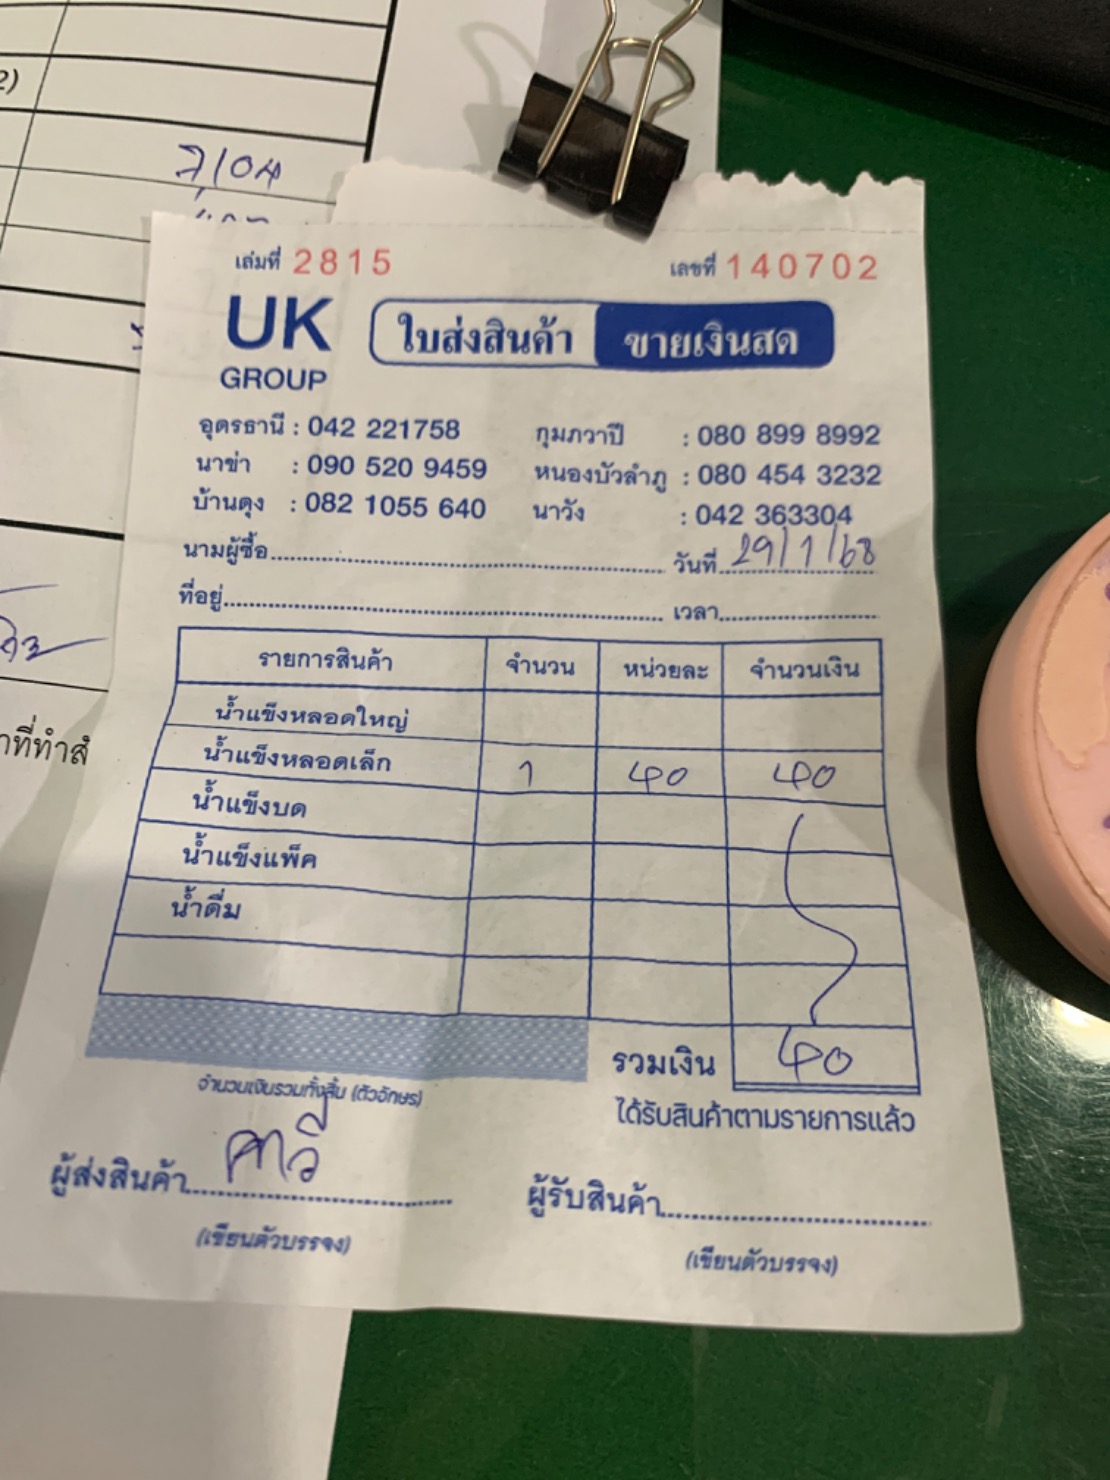 2)
เล่มที่ 2815 เลขที่ 140702
UK
GROUP
ใบส่งสินค้า ขายเงินสด
อุดรธานี : 042 221758 กุมภวาปี : 080 899 8992
นาข่า : 090 520 9459 หนองบัวลำภู : 080 454 3232
บ้านดุง : 082 1055 640 นาวัง : 042 363304
นามผู้ซื้อ วันที่ 29/1/68
ที่อยู่ เวลา
รายการสินค้า จำนวน หน่วยละ จำนวนเงิน
น้ำแข็งหลอดใหญ่
น้ำแข็งหลอดเล็ก 1 40 40
น้ำแข็งบด
น้ำแข็งแพ็ค
น้ำดื่ม
รวมเงิน 40
จำนวนเงินรวมทั้งสิ้น (ตัวอักษร)
ได้รับสินค้าตามรายการแล้ว
ผู้ส่งสินค้า ผู้รับสินค้า
(เขียนตัวบรรจง) (เขียนตัวบรรจง)